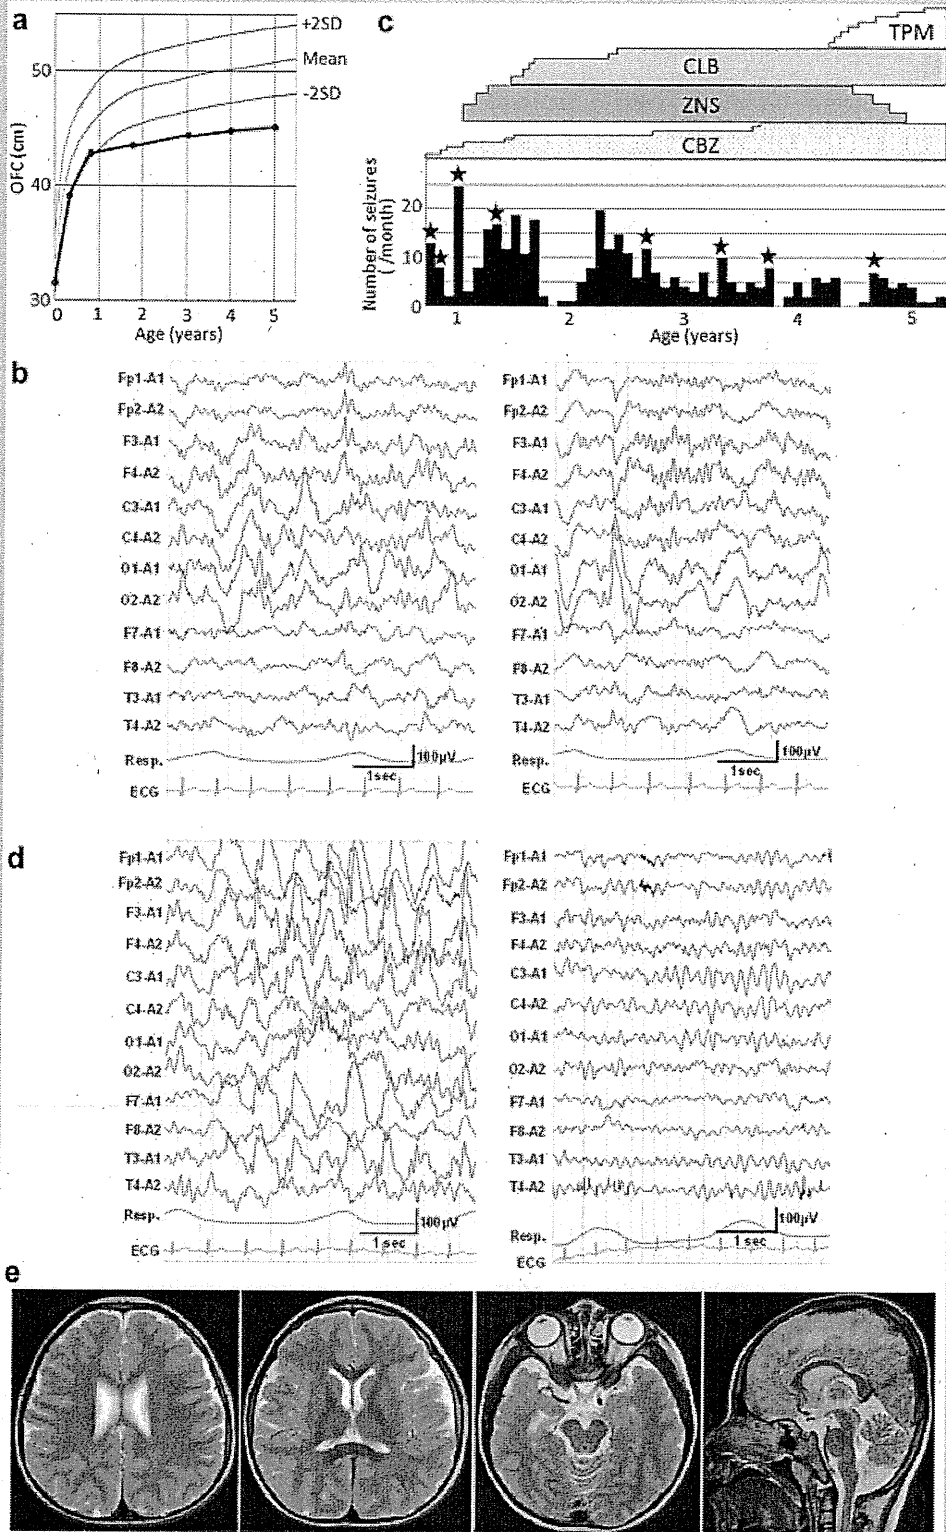 a
+2SD
Mean
-2SD
50
40
30
OFC (cm)
0 1 2 3 4 5
Age (years)
c
TPM
CLB
ZNS
CBZ
Number of seizures
( /month)
20
10
0
1 2 3 4 5
Age (years)
b
Fp1-A1
Fp2-A2
F3-A1
F4-A2
C3-A1
C4-A2
O1-A1
O2-A2
F7-A1
F8-A2
T3-A1
T4-A2
Resp.
ECG
100μV
1sec
Fp1-A1
Fp2-A2
F3-A1
F4-A2
C3-A1
C4-A2
O1-A1
O2-A2
F7-A1
F8-A2
T3-A1
T4-A2
Resp.
ECG
100μV
1sec
d
Fp1-A1
Fp2-A2
F3-A1
F4-A2
C3-A1
C4-A2
O1-A1
O2-A2
F7-A1
F8-A2
T3-A1
T4-A2
Resp.
ECG
100μV
1 sec
Fp1-A1
Fp2-A2
F3-A1
F4-A2
C3-A1
C4-A2
O1-A1
O2-A2
F7-A1
F8-A2
T3-A1
T4-A2
Resp.
ECG
100μV
1 sec
e